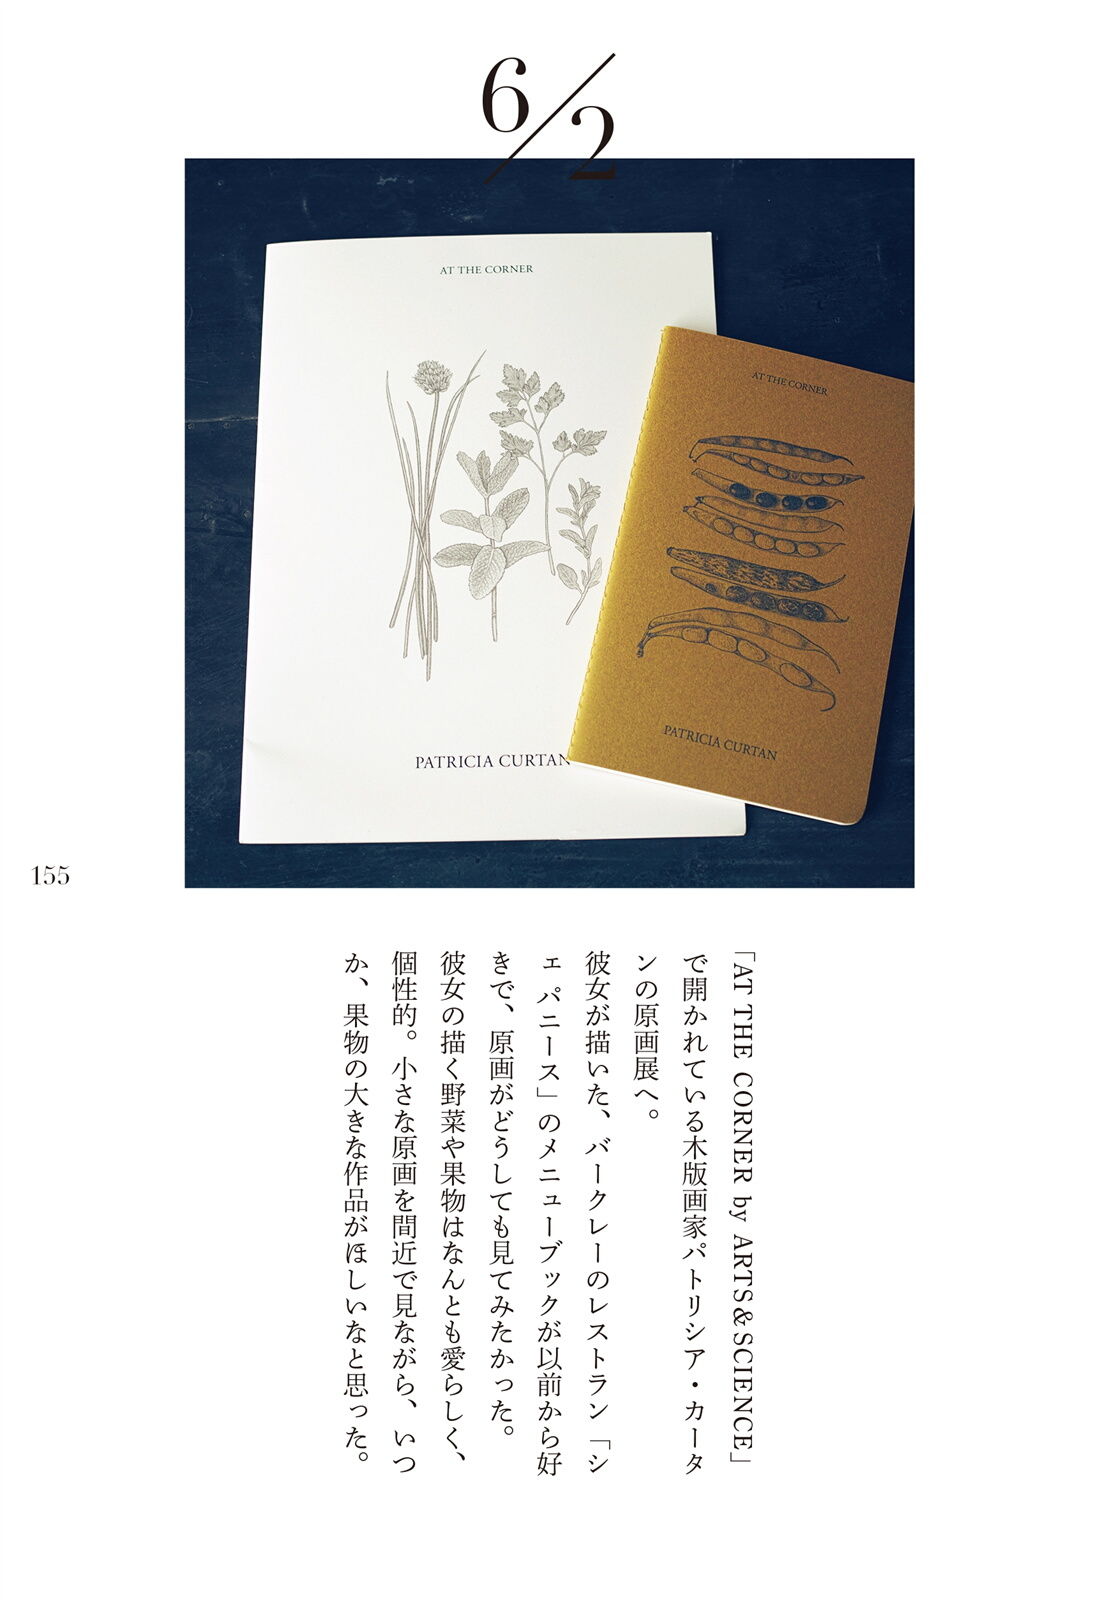 6/2
AT THE CORNER
PATRICIA CURTAN
AT THE CORNER
PATRICIA CURTAN
155
「AT THE CORNER by ARTS&SCIENCE」
で開かれている木版画家パトリシア・カータ
ンの原画展へ。
彼女が描いた、バークレーのレストラン「シ
ェ パニース」のメニューブックが以前から好
きで、原画がどうしても見てみたかった。
彼女の描く野菜や果物はなんとも愛らしく、
個性的。小さな原画を間近で見ながら、いつ
か、果物の大きな作品がほしいなと思った。